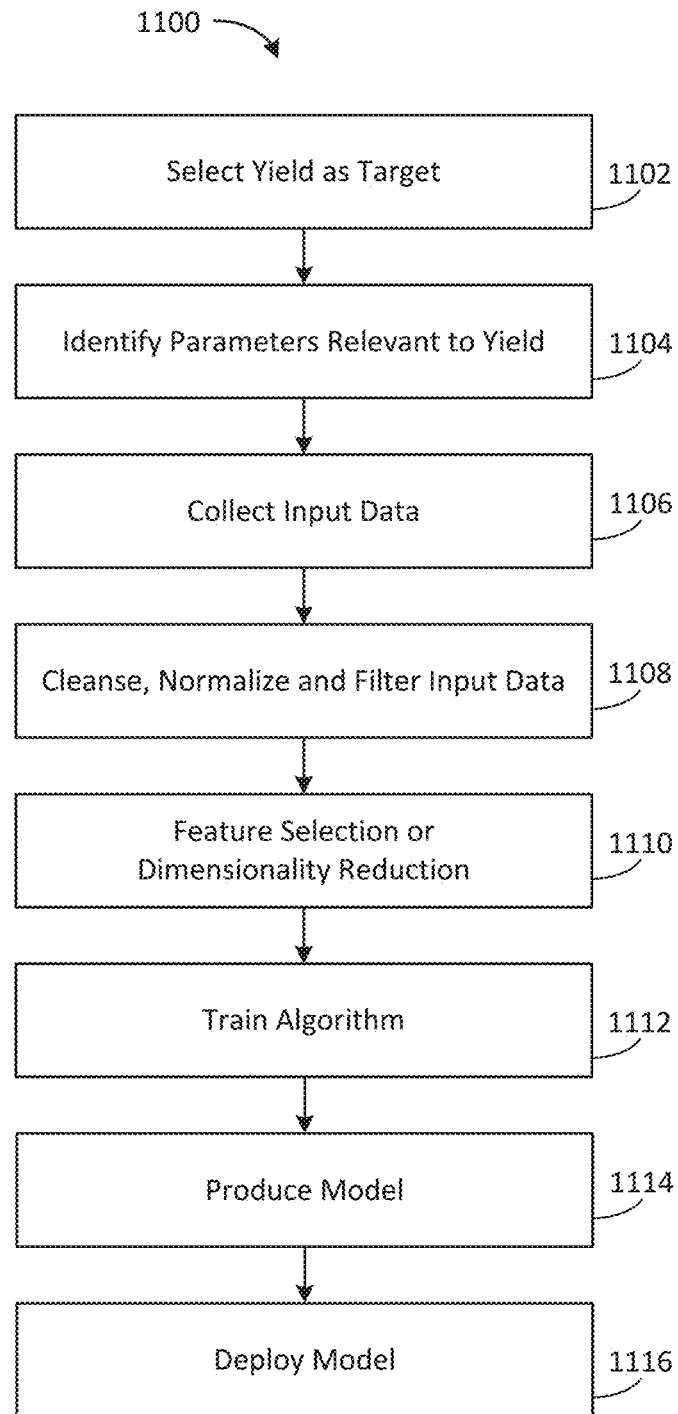 1100
Select Yield as Target
1102
Identify Parameters Relevant to Yield
1104
Collect Input Data
1106
Cleanse, Normalize and Filter Input Data
1108
Feature Selection or
Dimensionality Reduction
1110
Train Algorithm
1112
Produce Model
1114
Deploy Model
1116